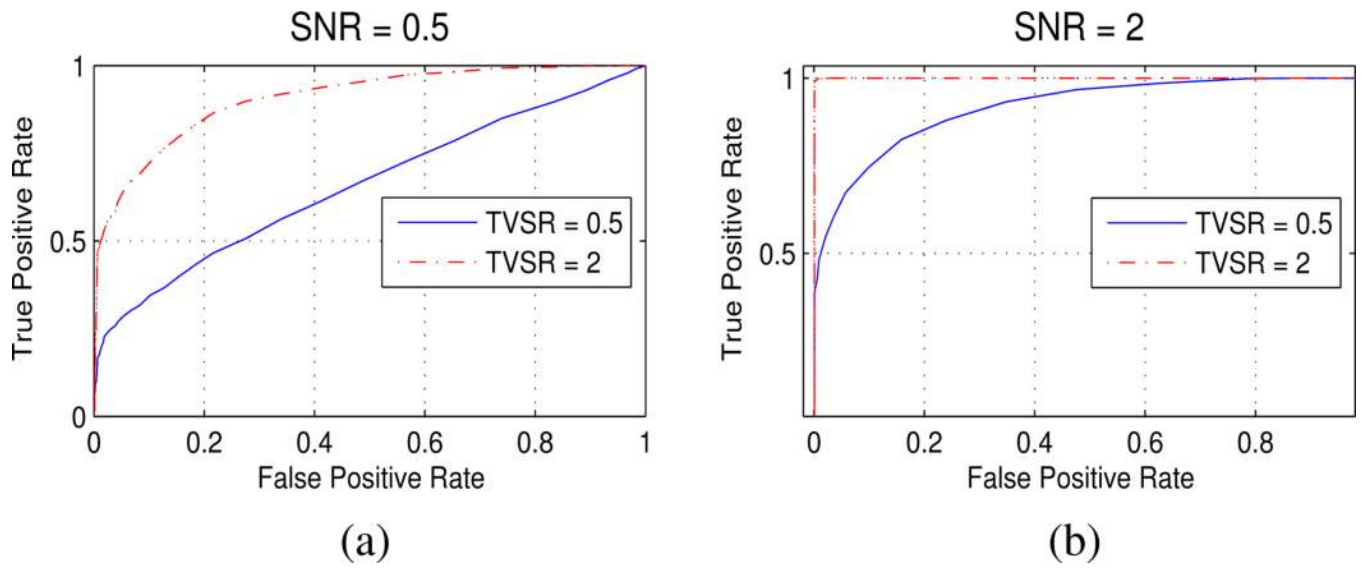 SNR = 0.5
1
0.5
0
True Positive Rate
TVSR = 0.5
TVSR = 2
0 0.2 0.4 0.6 0.8 1
False Positive Rate
(a)
SNR = 2
1
0.5
True Positive Rate
TVSR = 0.5
TVSR = 2
0 0.2 0.4 0.6 0.8
False Positive Rate
(b)